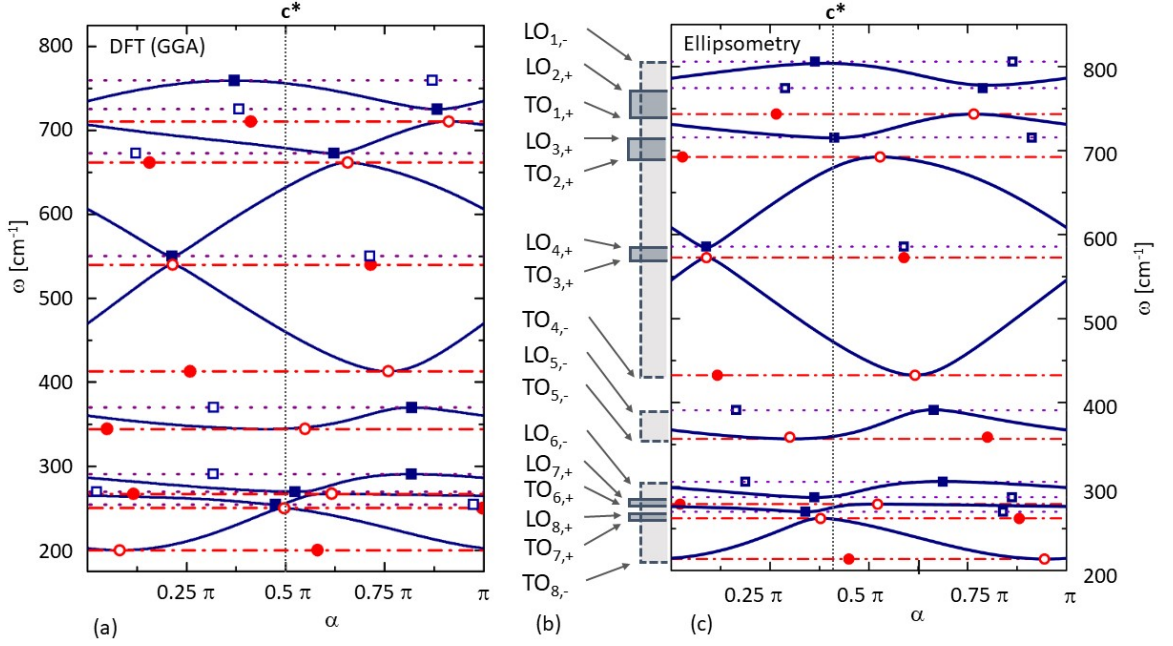 c*
DFT (GGA)
800
700
600
500
400
300
200
ω [cm⁻¹]
0.25 π
0.5 π
0.75 π
π
α
(a)
LO1,-
LO2,+
TO1,+
LO3,+
TO2,+
LO4,+
TO3,+
TO4,-
LO5,-
TO5,-
LO6,-
LO7,+
TO6,+
LO8,+
TO7,+
TO8,-
(b)
c*
Ellipsometry
800
700
600
500
400
300
200
ω [cm⁻¹]
0.25 π
0.5 π
0.75 π
π
α
(c)